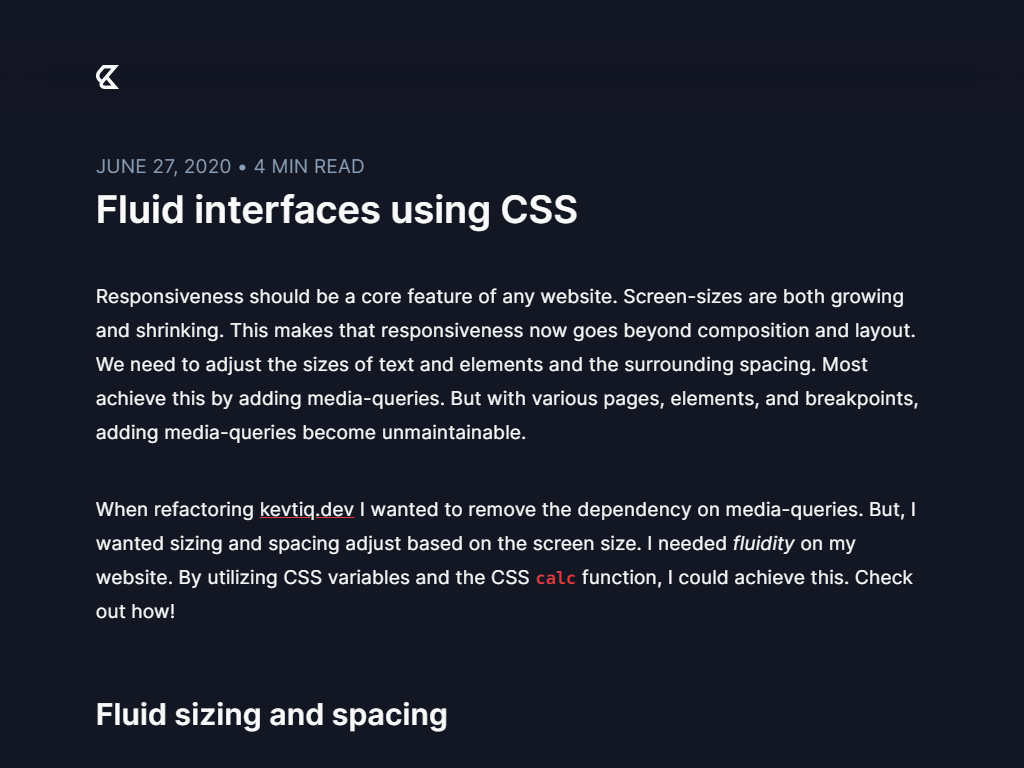 JUNE 27, 2020 • 4 MIN READ
Fluid interfaces using CSS
Responsiveness should be a core feature of any website. Screen-sizes are both growing
and shrinking. This makes that responsiveness now goes beyond composition and layout.
We need to adjust the sizes of text and elements and the surrounding spacing. Most
achieve this by adding media-queries. But with various pages, elements, and breakpoints,
adding media-queries become unmaintainable.
When refactoring kevtiq.dev I wanted to remove the dependency on media-queries. But, I
wanted sizing and spacing adjust based on the screen size. I needed fluidity on my
website. By utilizing CSS variables and the CSS calc function, I could achieve this. Check
out how!
Fluid sizing and spacing